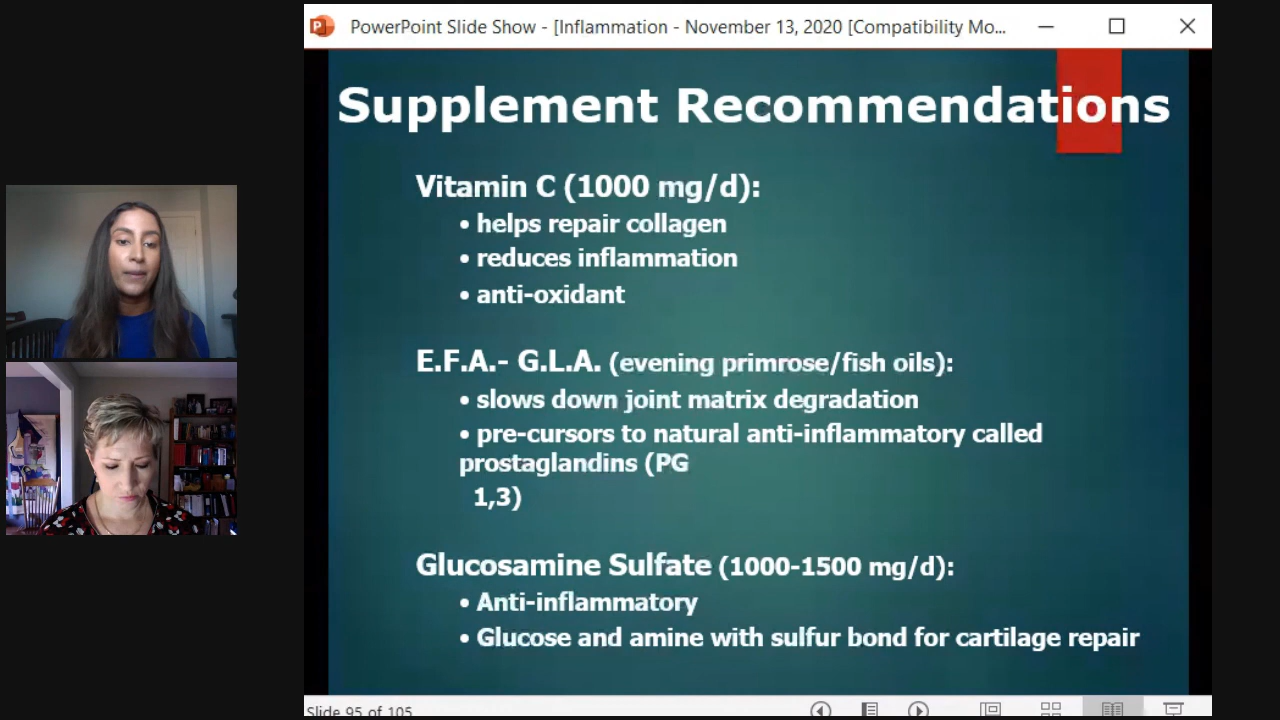 PowerPoint Slide Show - [Inflammation - November 13, 2020 [Compatibility Mo...
Supplement Recommendations
Vitamin C (1000 mg/d):
• helps repair collagen
• reduces inflammation
• anti-oxidant
E.F.A.- G.L.A. (evening primrose/fish oils):
• slows down joint matrix degradation
• pre-cursors to natural anti-inflammatory called
prostaglandins (PG
1,3)
Glucosamine Sulfate (1000-1500 mg/d):
• Anti-inflammatory
• Glucose and amine with sulfur bond for cartilage repair
Slide 95 of 105